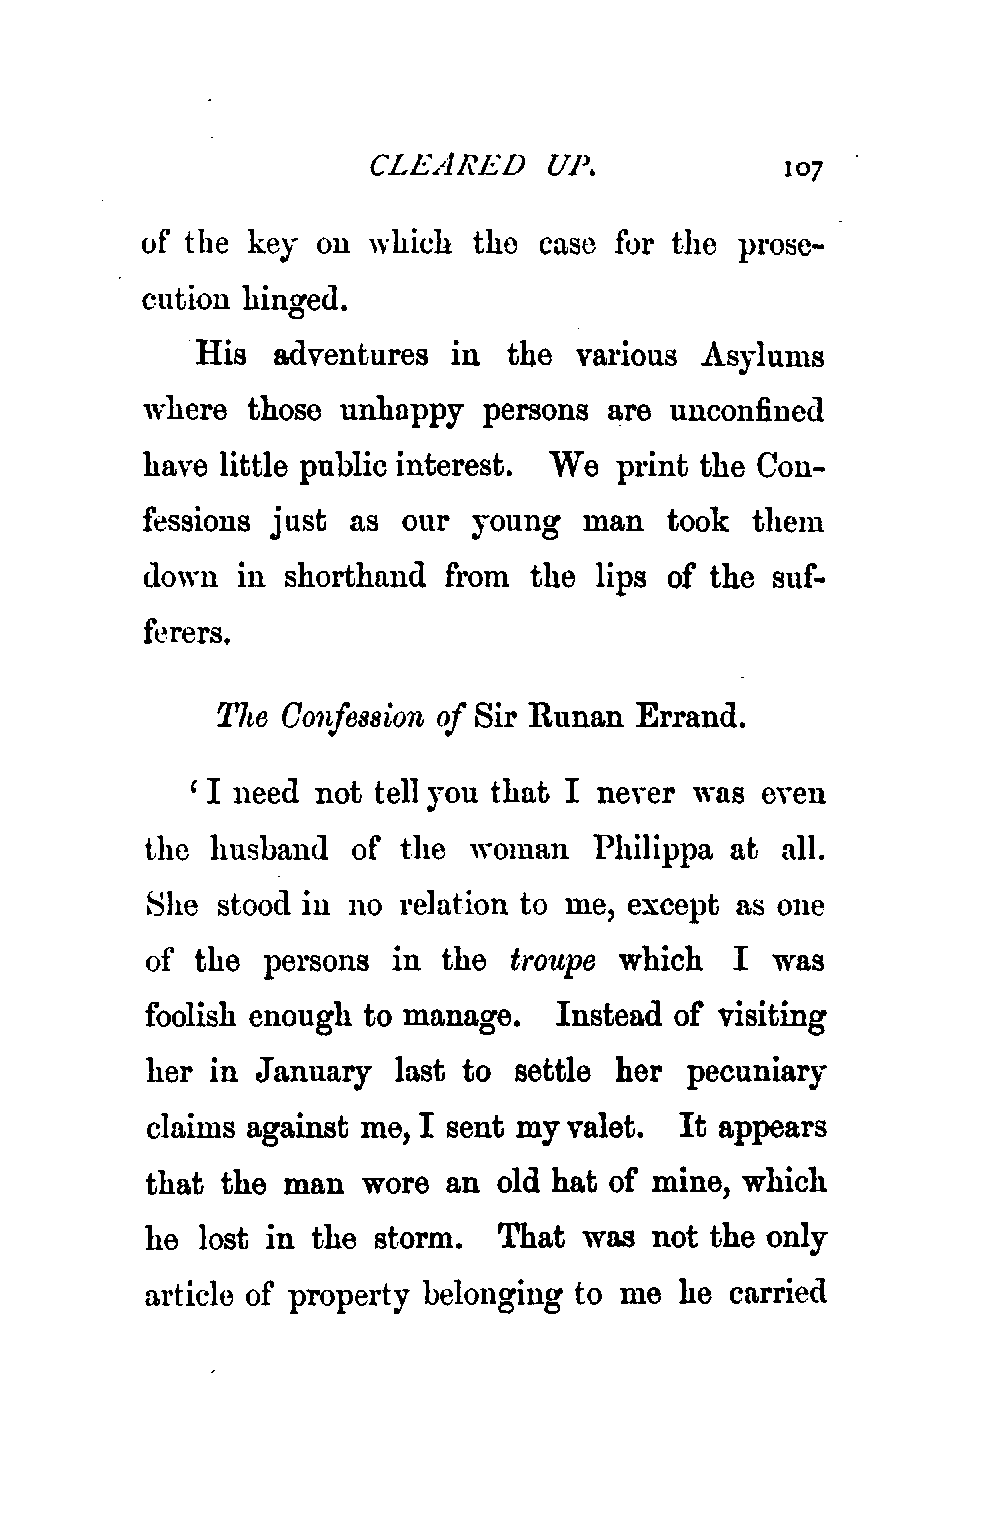 CLEARED UP. 107
of the key on which the case for the prose-
cution hinged.
His adventures in the various Asylums
where those unhappy persons are unconfined
have little public interest. We print the Con-
fessions just as our young man took them
down in shorthand from the lips of the suf-
ferers.
The Confession of Sir Runan Errand.
‘I need not tell you that I never was even
the husband of the woman Philippa at all.
She stood in no relation to me, except as one
of the persons in the troupe which I was
foolish enough to manage. Instead of visiting
her in January last to settle her pecuniary
claims against me, I sent my valet. It appears
that the man wore an old hat of mine, which
he lost in the storm. That was not the only
article of property belonging to me he carried